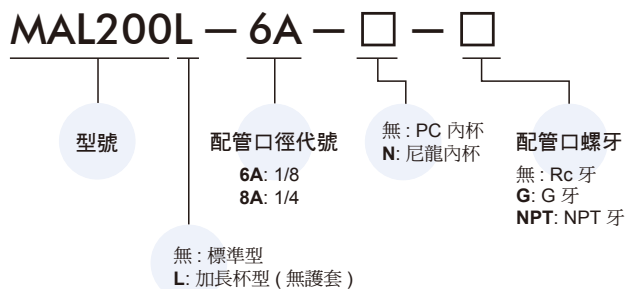 MAL200L — 6A — □ — □
型號
配管口徑代號
6A: 1/8
8A: 1/4
無 : PC 內杯
N: 尼龍內杯
配管口螺牙
無 : Rc 牙
G: G 牙
NPT: NPT 牙
無 : 標準型
L: 加長杯型 ( 無護套 )